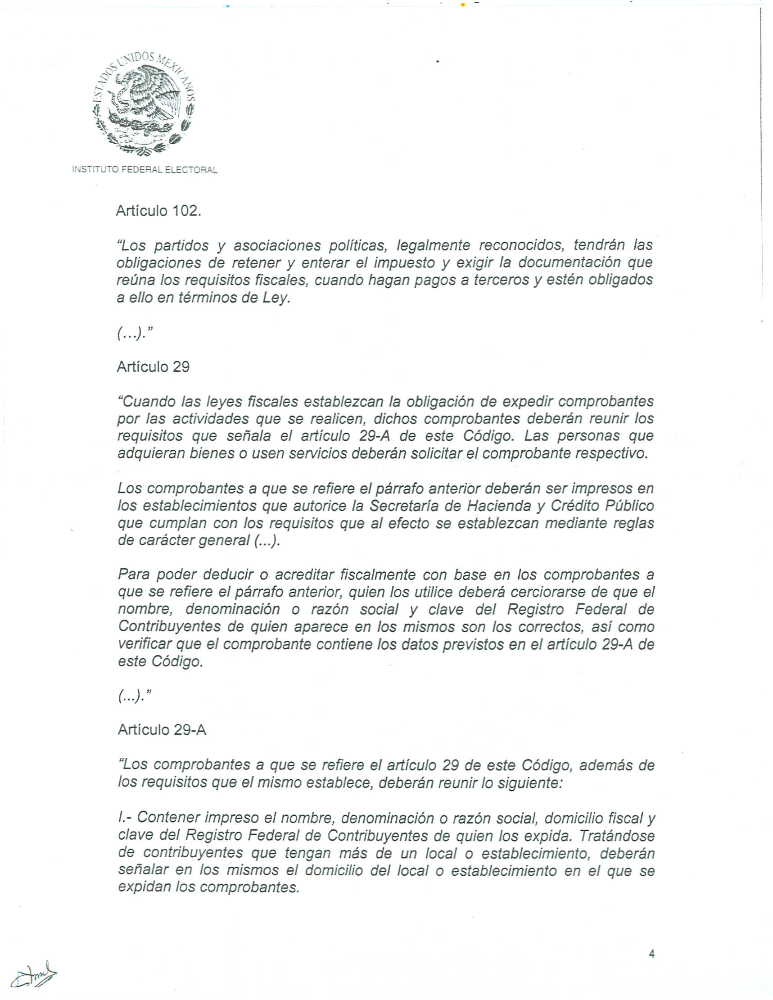 ESTADOS UNIDOS MEXICANOS
INSTITUTO FEDERAL ELECTORAL
Artículo 102.
“Los partidos y asociaciones políticas, legalmente reconocidos, tendrán las
obligaciones de retener y enterar el impuesto y exigir la documentación que
reúna los requisitos fiscales, cuando hagan pagos a terceros y estén obligados
a ello en términos de Ley.
(...).”
Artículo 29
“Cuando las leyes fiscales establezcan la obligación de expedir comprobantes
por las actividades que se realicen, dichos comprobantes deberán reunir los
requisitos que señala el artículo 29-A de este Código. Las personas que
adquieran bienes o usen servicios deberán solicitar el comprobante respectivo.
Los comprobantes a que se refiere el párrafo anterior deberán ser impresos en
los establecimientos que autorice la Secretaría de Hacienda y Crédito Público
que cumplan con los requisitos que al efecto se establezcan mediante reglas
de carácter general (...).
Para poder deducir o acreditar fiscalmente con base en los comprobantes a
que se refiere el párrafo anterior, quien los utilice deberá cerciorarse de que el
nombre, denominación o razón social y clave del Registro Federal de
Contribuyentes de quien aparece en los mismos son los correctos, así como
verificar que el comprobante contiene los datos previstos en el artículo 29-A de
este Código.
(...).”
Artículo 29-A
“Los comprobantes a que se refiere el artículo 29 de este Código, además de
los requisitos que el mismo establece, deberán reunir lo siguiente:
I.- Contener impreso el nombre, denominación o razón social, domicilio fiscal y
clave del Registro Federal de Contribuyentes de quien los expida. Tratándose
de contribuyentes que tengan más de un local o establecimiento, deberán
señalar en los mismos el domicilio del local o establecimiento en el que se
expidan los comprobantes.
4